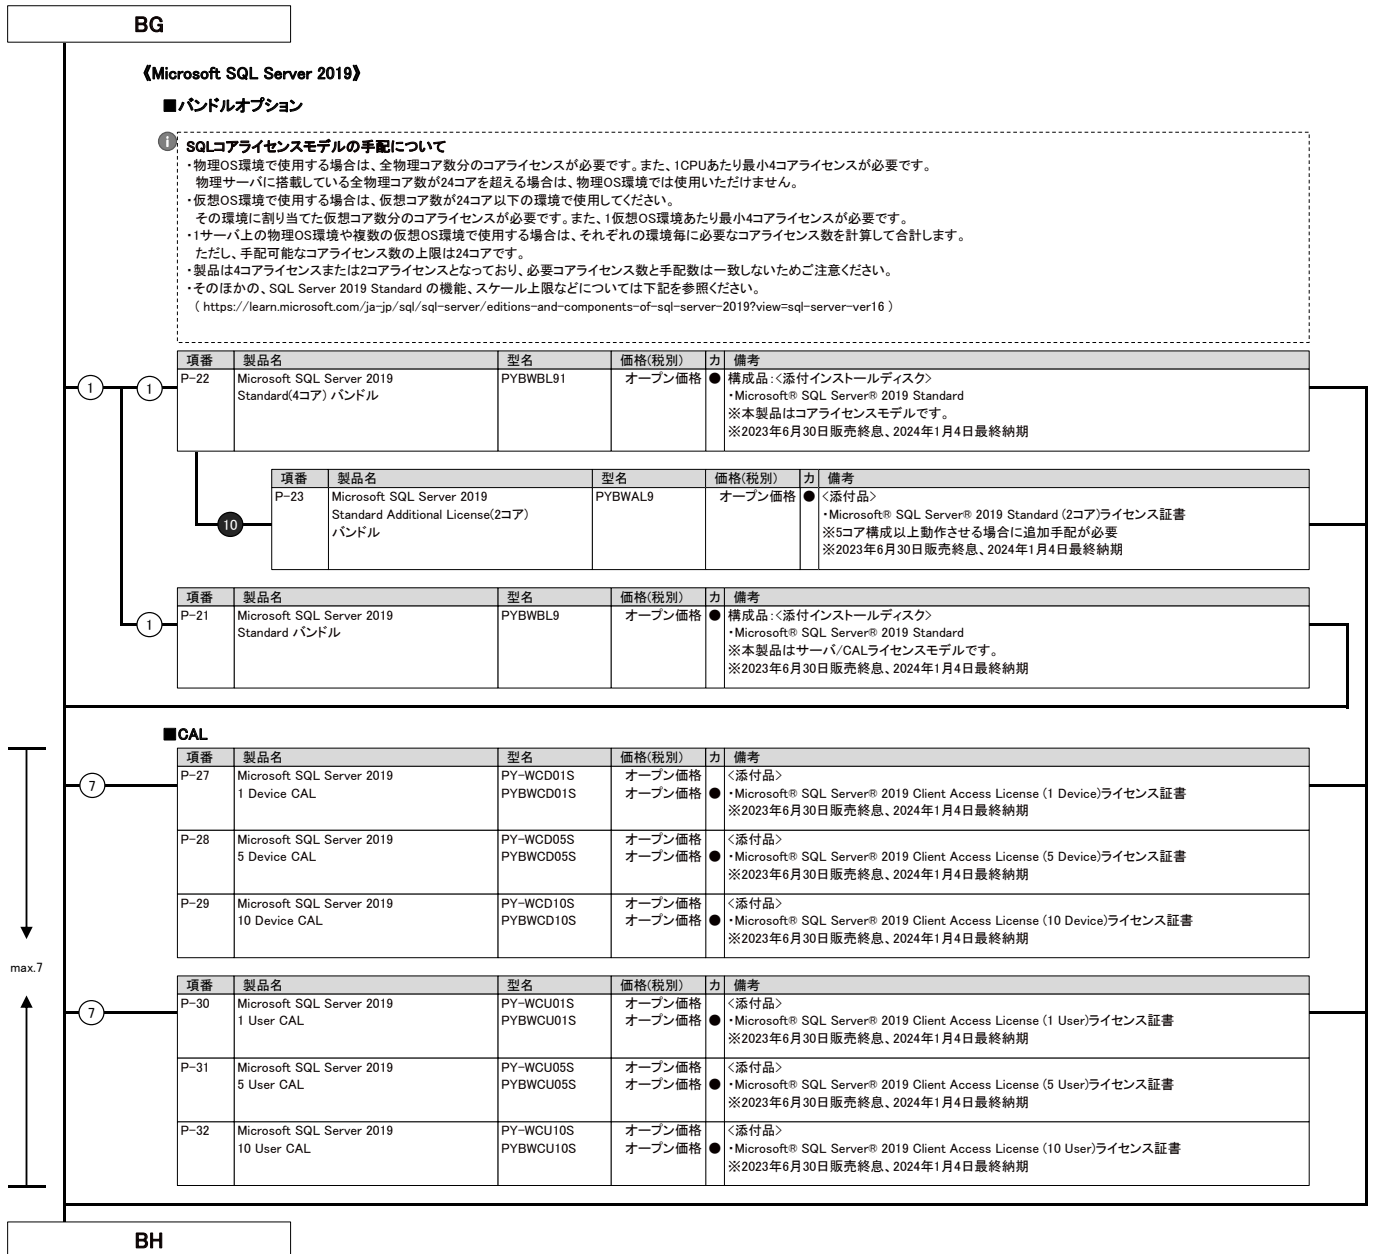 BG
《Microsoft SQL Server 2019》
■バンドルオプション
i
SQLコアライセンスモデルの手配について
・物理OS環境で使用する場合は、全物理コア数分のコアライセンスが必要です。また、1CPUあたり最小4コアライセンスが必要です。
物理サーバに搭載している全物理コア数が24コアを超える場合は、物理OS環境では使用いただけません。
・仮想OS環境で使用する場合は、仮想コア数が24コア以下の環境で使用してください。
その環境に割り当てた仮想コア数分のコアライセンスが必要です。また、1仮想OS環境あたり最小4コアライセンスが必要です。
・1サーバ上の物理OS環境や複数の仮想OS環境で使用する場合は、それぞれの環境毎に必要なコアライセンス数を計算して合計します。
ただし、手配可能なコアライセンス数の上限は24コアです。
・製品は4コアライセンスまたは2コアライセンスとなっており、必要コアライセンス数と手配数は一致しないためご注意ください。
・そのほかの、SQL Server 2019 Standard の機能、スケール上限などについては下記を参照ください。
( https://learn.microsoft.com/ja-jp/sql/sql-server/editions-and-components-of-sql-server-2019?view=sql-server-ver16 )
項番 製品名 型名 価格(税別) カ 備考
1 1 P-22 Microsoft SQL Server 2019 PYBWBL91 オープン価格 ● 構成品:<添付インストールディスク>
Standard(4コア) バンドル ・Microsoft® SQL Server® 2019 Standard
※本製品はコアライセンスモデルです。
※2023年6月30日販売終息、2024年1月4日最終納期
項番 製品名 型名 価格(税別) カ 備考
P-23 Microsoft SQL Server 2019 PYBWAL9 オープン価格 ● <添付品>
Standard Additional License(2コア) ・Microsoft® SQL Server® 2019 Standard (2コア)ライセンス証書
10 バンドル ※5コア構成以上動作させる場合に追加手配が必要
※2023年6月30日販売終息、2024年1月4日最終納期
項番 製品名 型名 価格(税別) カ 備考
1 P-21 Microsoft SQL Server 2019 PYBWBL9 オープン価格 ● 構成品:<添付インストールディスク>
Standard バンドル ・Microsoft® SQL Server® 2019 Standard
※本製品はサーバ/CALライセンスモデルです。
※2023年6月30日販売終息、2024年1月4日最終納期
■CAL
項番 製品名 型名 価格(税別) カ 備考
7 P-27 Microsoft SQL Server 2019 PY-WCD01S オープン価格 <添付品>
1 Device CAL PYBWCD01S オープン価格 ● ・Microsoft® SQL Server® 2019 Client Access License (1 Device)ライセンス証書
※2023年6月30日販売終息、2024年1月4日最終納期
P-28 Microsoft SQL Server 2019 PY-WCD05S オープン価格 <添付品>
5 Device CAL PYBWCD05S オープン価格 ● ・Microsoft® SQL Server® 2019 Client Access License (5 Device)ライセンス証書
※2023年6月30日販売終息、2024年1月4日最終納期
P-29 Microsoft SQL Server 2019 PY-WCD10S オープン価格 <添付品>
10 Device CAL PYBWCD10S オープン価格 ● ・Microsoft® SQL Server® 2019 Client Access License (10 Device)ライセンス証書
※2023年6月30日販売終息、2024年1月4日最終納期
max.7
項番 製品名 型名 価格(税別) カ 備考
7 P-30 Microsoft SQL Server 2019 PY-WCU01S オープン価格 <添付品>
1 User CAL PYBWCU01S オープン価格 ● ・Microsoft® SQL Server® 2019 Client Access License (1 User)ライセンス証書
※2023年6月30日販売終息、2024年1月4日最終納期
P-31 Microsoft SQL Server 2019 PY-WCU05S オープン価格 <添付品>
5 User CAL PYBWCU05S オープン価格 ● ・Microsoft® SQL Server® 2019 Client Access License (5 User)ライセンス証書
※2023年6月30日販売終息、2024年1月4日最終納期
P-32 Microsoft SQL Server 2019 PY-WCU10S オープン価格 <添付品>
10 User CAL PYBWCU10S オープン価格 ● ・Microsoft® SQL Server® 2019 Client Access License (10 User)ライセンス証書
※2023年6月30日販売終息、2024年1月4日最終納期
BH